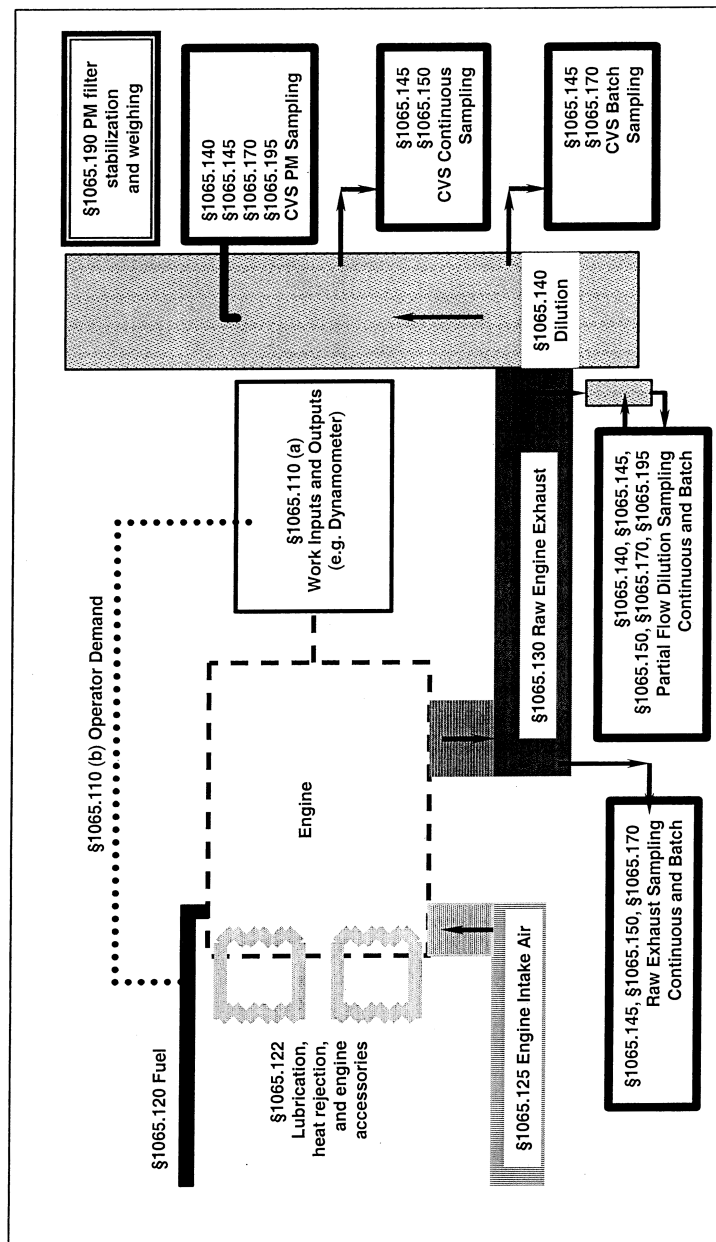 §1065.110 (b) Operator Demand
§1065.120 Fuel
§1065.122
Lubrication,
heat rejection,
and engine
accessories
Engine
§1065.110 (a)
Work Inputs and Outputs
(e.g. Dynamometer)
§1065.125 Engine Intake Air
§1065.130 Raw Engine Exhaust
§1065.140
Dilution
§1065.190 PM filter
stabilization
and weighing
§1065.140
§1065.145
§1065.170
§1065.195
CVS PM Sampling
§1065.145
§1065.150
CVS Continuous
Sampling
§1065.145
§1065.170
CVS Batch
Sampling
§1065.145, §1065.150, §1065.170
Raw Exhaust Sampling
Continuous and Batch
§1065.140, §1065.145,
§1065.150, §1065.170, §1065.195
Partial Flow Dilution Sampling
Continuous and Batch